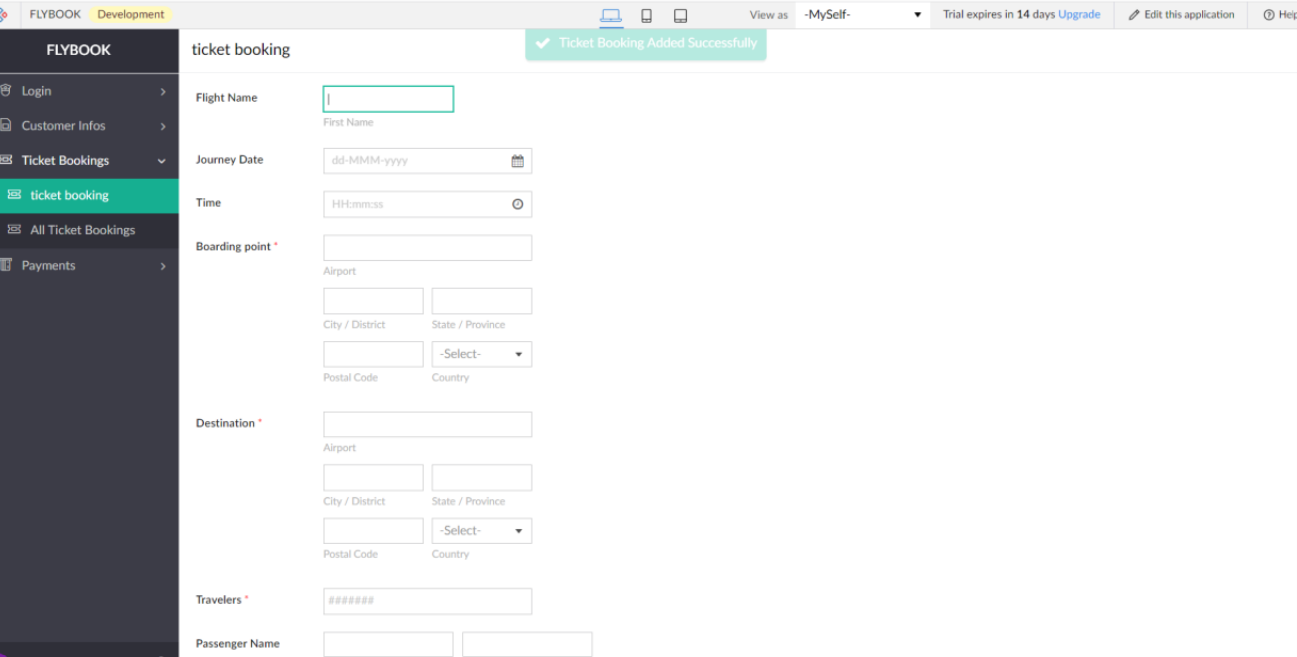 FLYBOOK Development View as -MySelf- Trial expires in 14 days Upgrade Edit this application
FLYBOOK
ticket booking
Ticket Booking Added Successfully
Login
Customer Infos
Ticket Bookings
ticket booking
All Ticket Bookings
Payments
Flight Name
First Name
Journey Date dd-MMM-yyyy
Time HH:mm:ss
Boarding point *
Airport
City / District State / Province
-Select-
Postal Code Country
Destination *
Airport
City / District State / Province
-Select-
Postal Code Country
Travelers * #######
Passenger Name